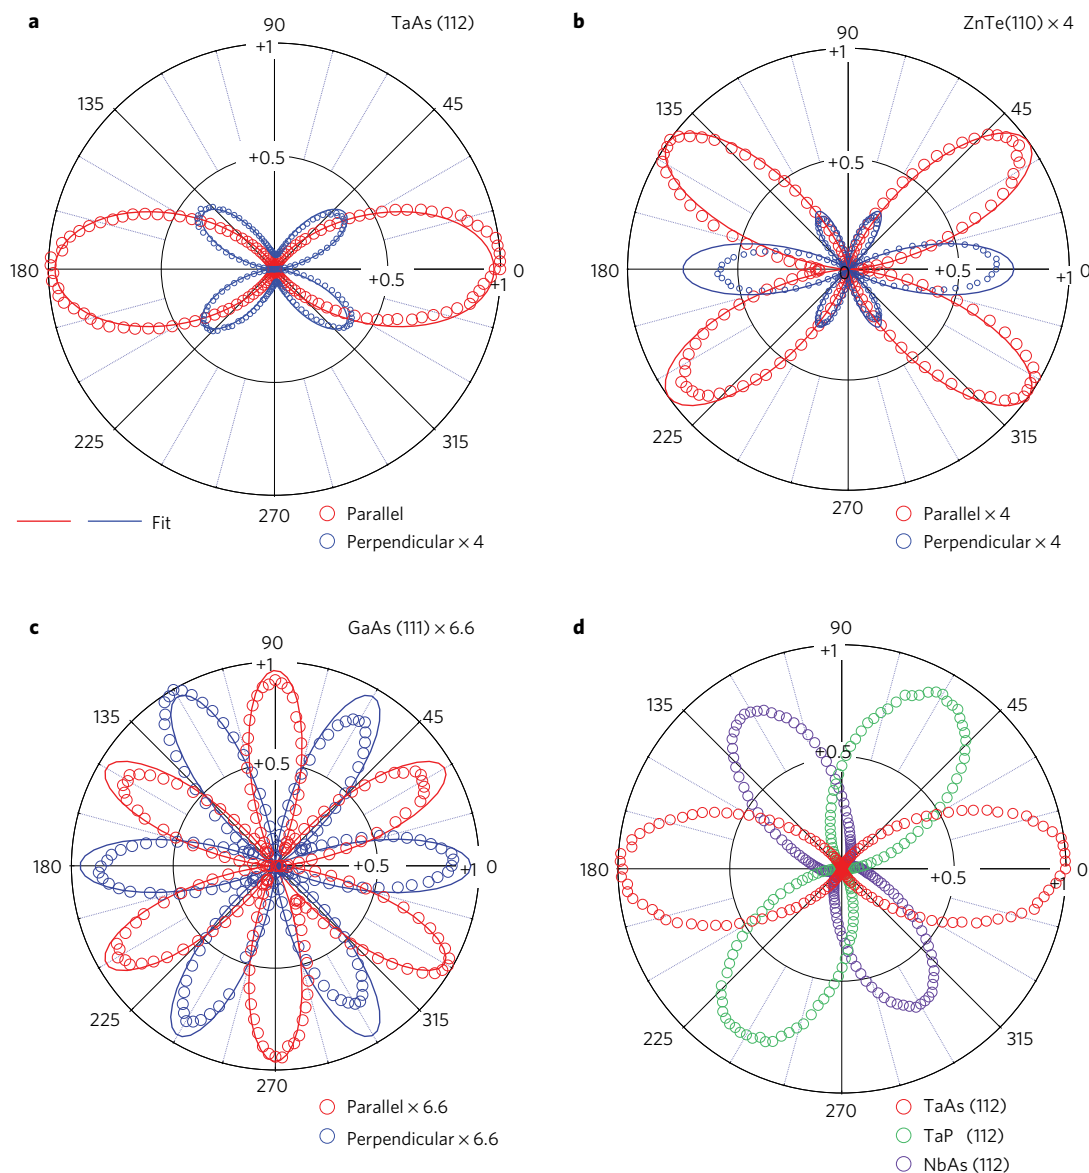 a
TaAs (112)
90
+1
135
45
+0.5
180
+0.5
+1
0
225
315
270
Fit
Parallel
Perpendicular × 4
b
ZnTe(110) × 4
90
+1
135
45
+0.5
180
0
+0.5
+1
0
225
315
270
Parallel × 4
Perpendicular × 4
c
GaAs (111) × 6.6
90
+1
135
45
+0.5
180
+0.5
+1
0
225
315
270
Parallel × 6.6
Perpendicular × 6.6
d
90
+1
135
45
+0.5
180
+0.5
+1
0
225
315
270
TaAs (112)
TaP (112)
NbAs (112)